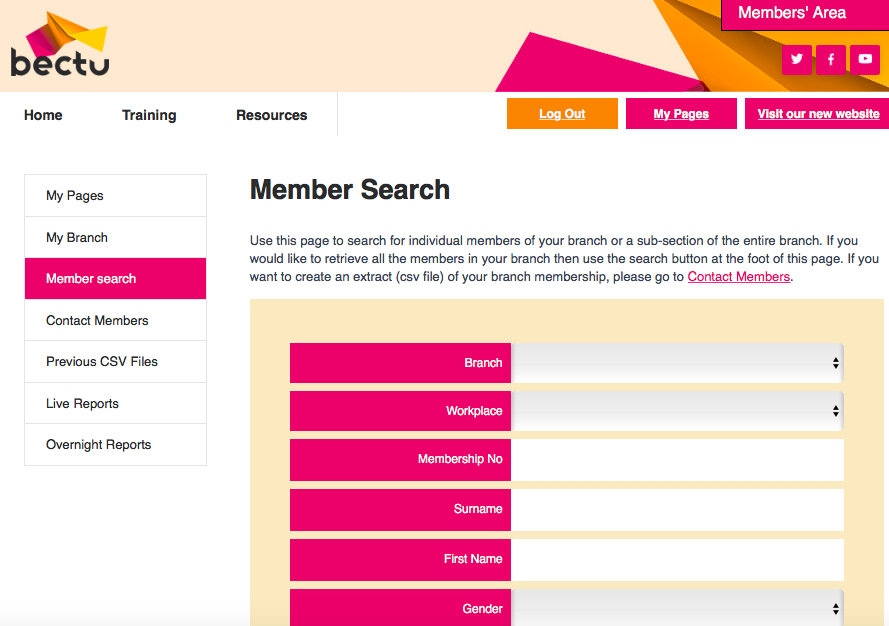 Members' Area
bectu
Home
Training
Resources
Log Out
My Pages
Visit our new website
My Pages
My Branch
Member search
Contact Members
Previous CSV Files
Live Reports
Overnight Reports
Member Search
Use this page to search for individual members of your branch or a sub-section of the entire branch. If you
would like to retrieve all the members in your branch then use the search button at the foot of this page. If you
want to create an extract (csv file) of your branch membership, please go to Contact Members.
Branch
Workplace
Membership No
Surname
First Name
Gender